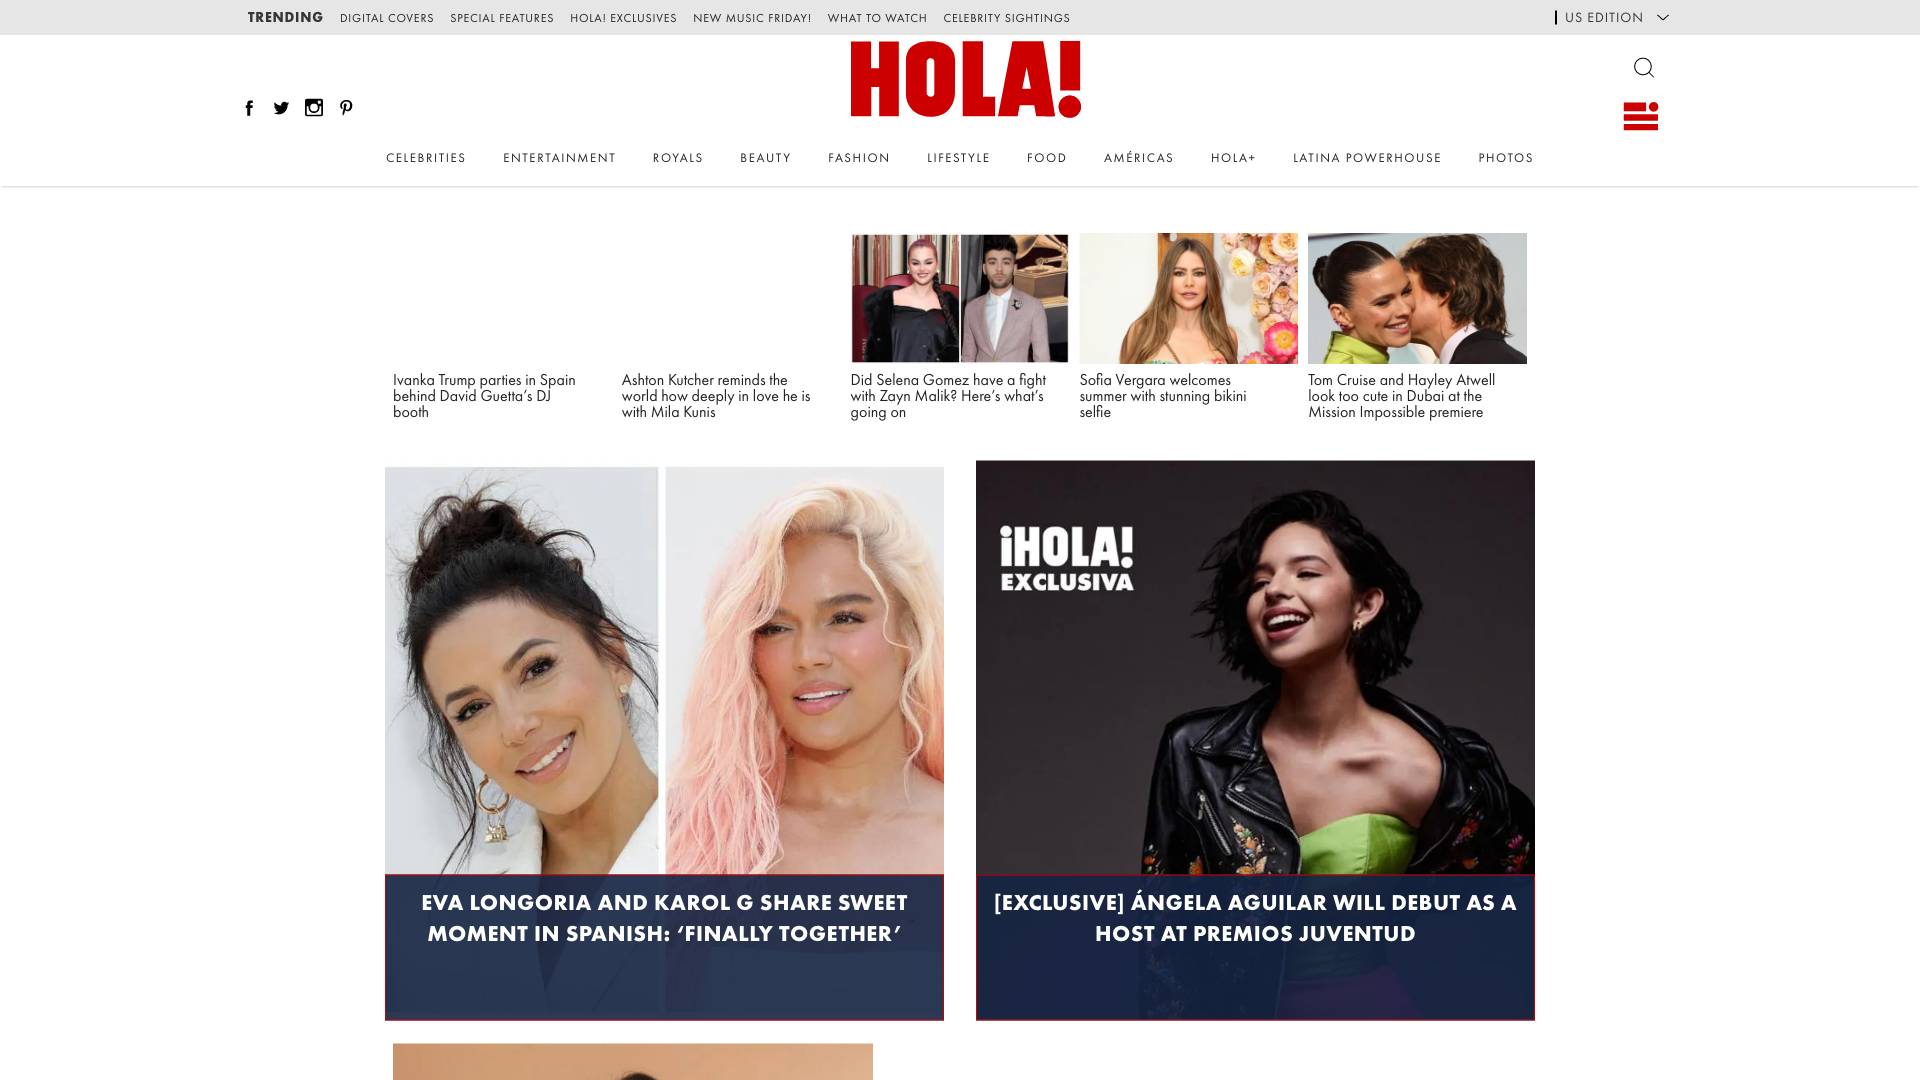 TRENDING DIGITAL COVERS SPECIAL FEATURES HOLA! EXCLUSIVES NEW MUSIC FRIDAY! WHAT TO WATCH CELEBRITY SIGHTINGS US EDITION
HOLA!
CELEBRITIES ENTERTAINMENT ROYALS BEAUTY FASHION LIFESTYLE FOOD AMÉRICAS HOLA+ LATINA POWERHOUSE PHOTOS
Ivanka Trump parties in Spain
behind David Guetta’s DJ
booth
Ashton Kutcher reminds the
world how deeply in love he is
with Mila Kunis
Did Selena Gomez have a fight
with Zayn Malik? Here’s what’s
going on
Sofia Vergara welcomes
summer with stunning bikini
selfie
Tom Cruise and Hayley Atwell
look too cute in Dubai at the
Mission Impossible premiere
EVA LONGORIA AND KAROL G SHARE SWEET
MOMENT IN SPANISH: ‘FINALLY TOGETHER’
¡HOLA!
EXCLUSIVA
[EXCLUSIVE] ÁNGELA AGUILAR WILL DEBUT AS A
HOST AT PREMIOS JUVENTUD